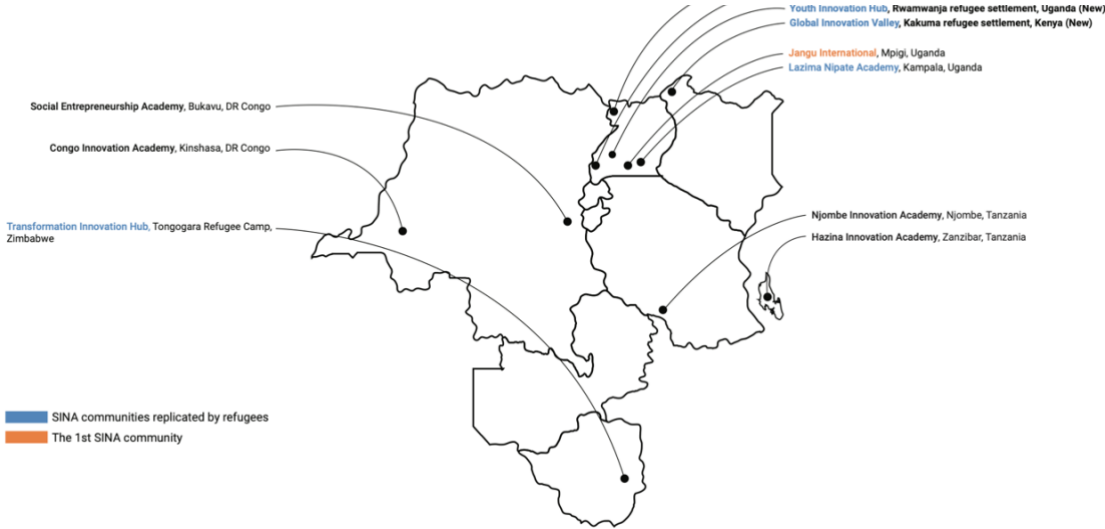 Youth Innovation Hub, Rwamwanja refugee settlement, Uganda (New)
Global Innovation Valley, Kakuma refugee settlement, Kenya (New)
Jangu International, Mpigi, Uganda
Lazima Nipate Academy, Kampala, Uganda
Social Entrepreneurship Academy, Bukavu, DR Congo
Congo Innovation Academy, Kinshasa, DR Congo
Transformation Innovation Hub, Tongogara Refugee Camp,
Zimbabwe
Njombe Innovation Academy, Njombe, Tanzania
Hazina Innovation Academy, Zanzibar, Tanzania
SINA communities replicated by refugees
The 1st SINA community